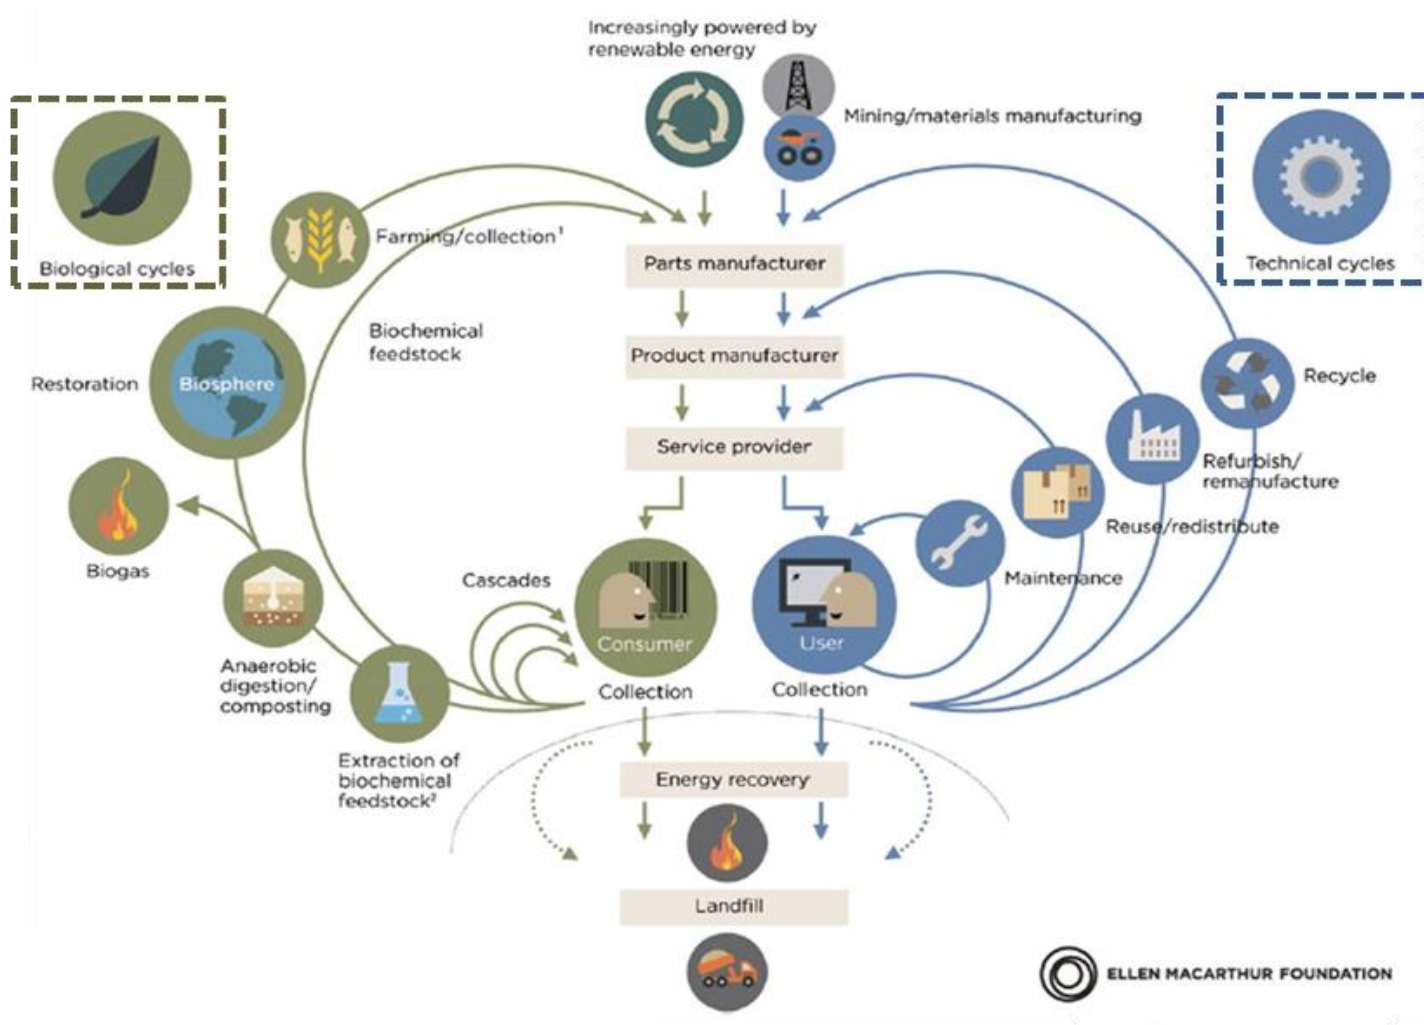 Increasingly powered by
renewable energy
Mining/materials manufacturing
Biological cycles
Technical cycles
Farming/collection¹
Parts manufacturer
Biochemical
feedstock
Product manufacturer
Restoration
Biosphere
Recycle
Service provider
Refurbish/
remanufacture
Reuse/redistribute
Biogas
Cascades
Maintenance
Consumer
User
Anaerobic
digestion/
composting
Collection
Collection
Extraction of
biochemical
feedstock²
Energy recovery
Landfill
ELLEN MACARTHUR FOUNDATION